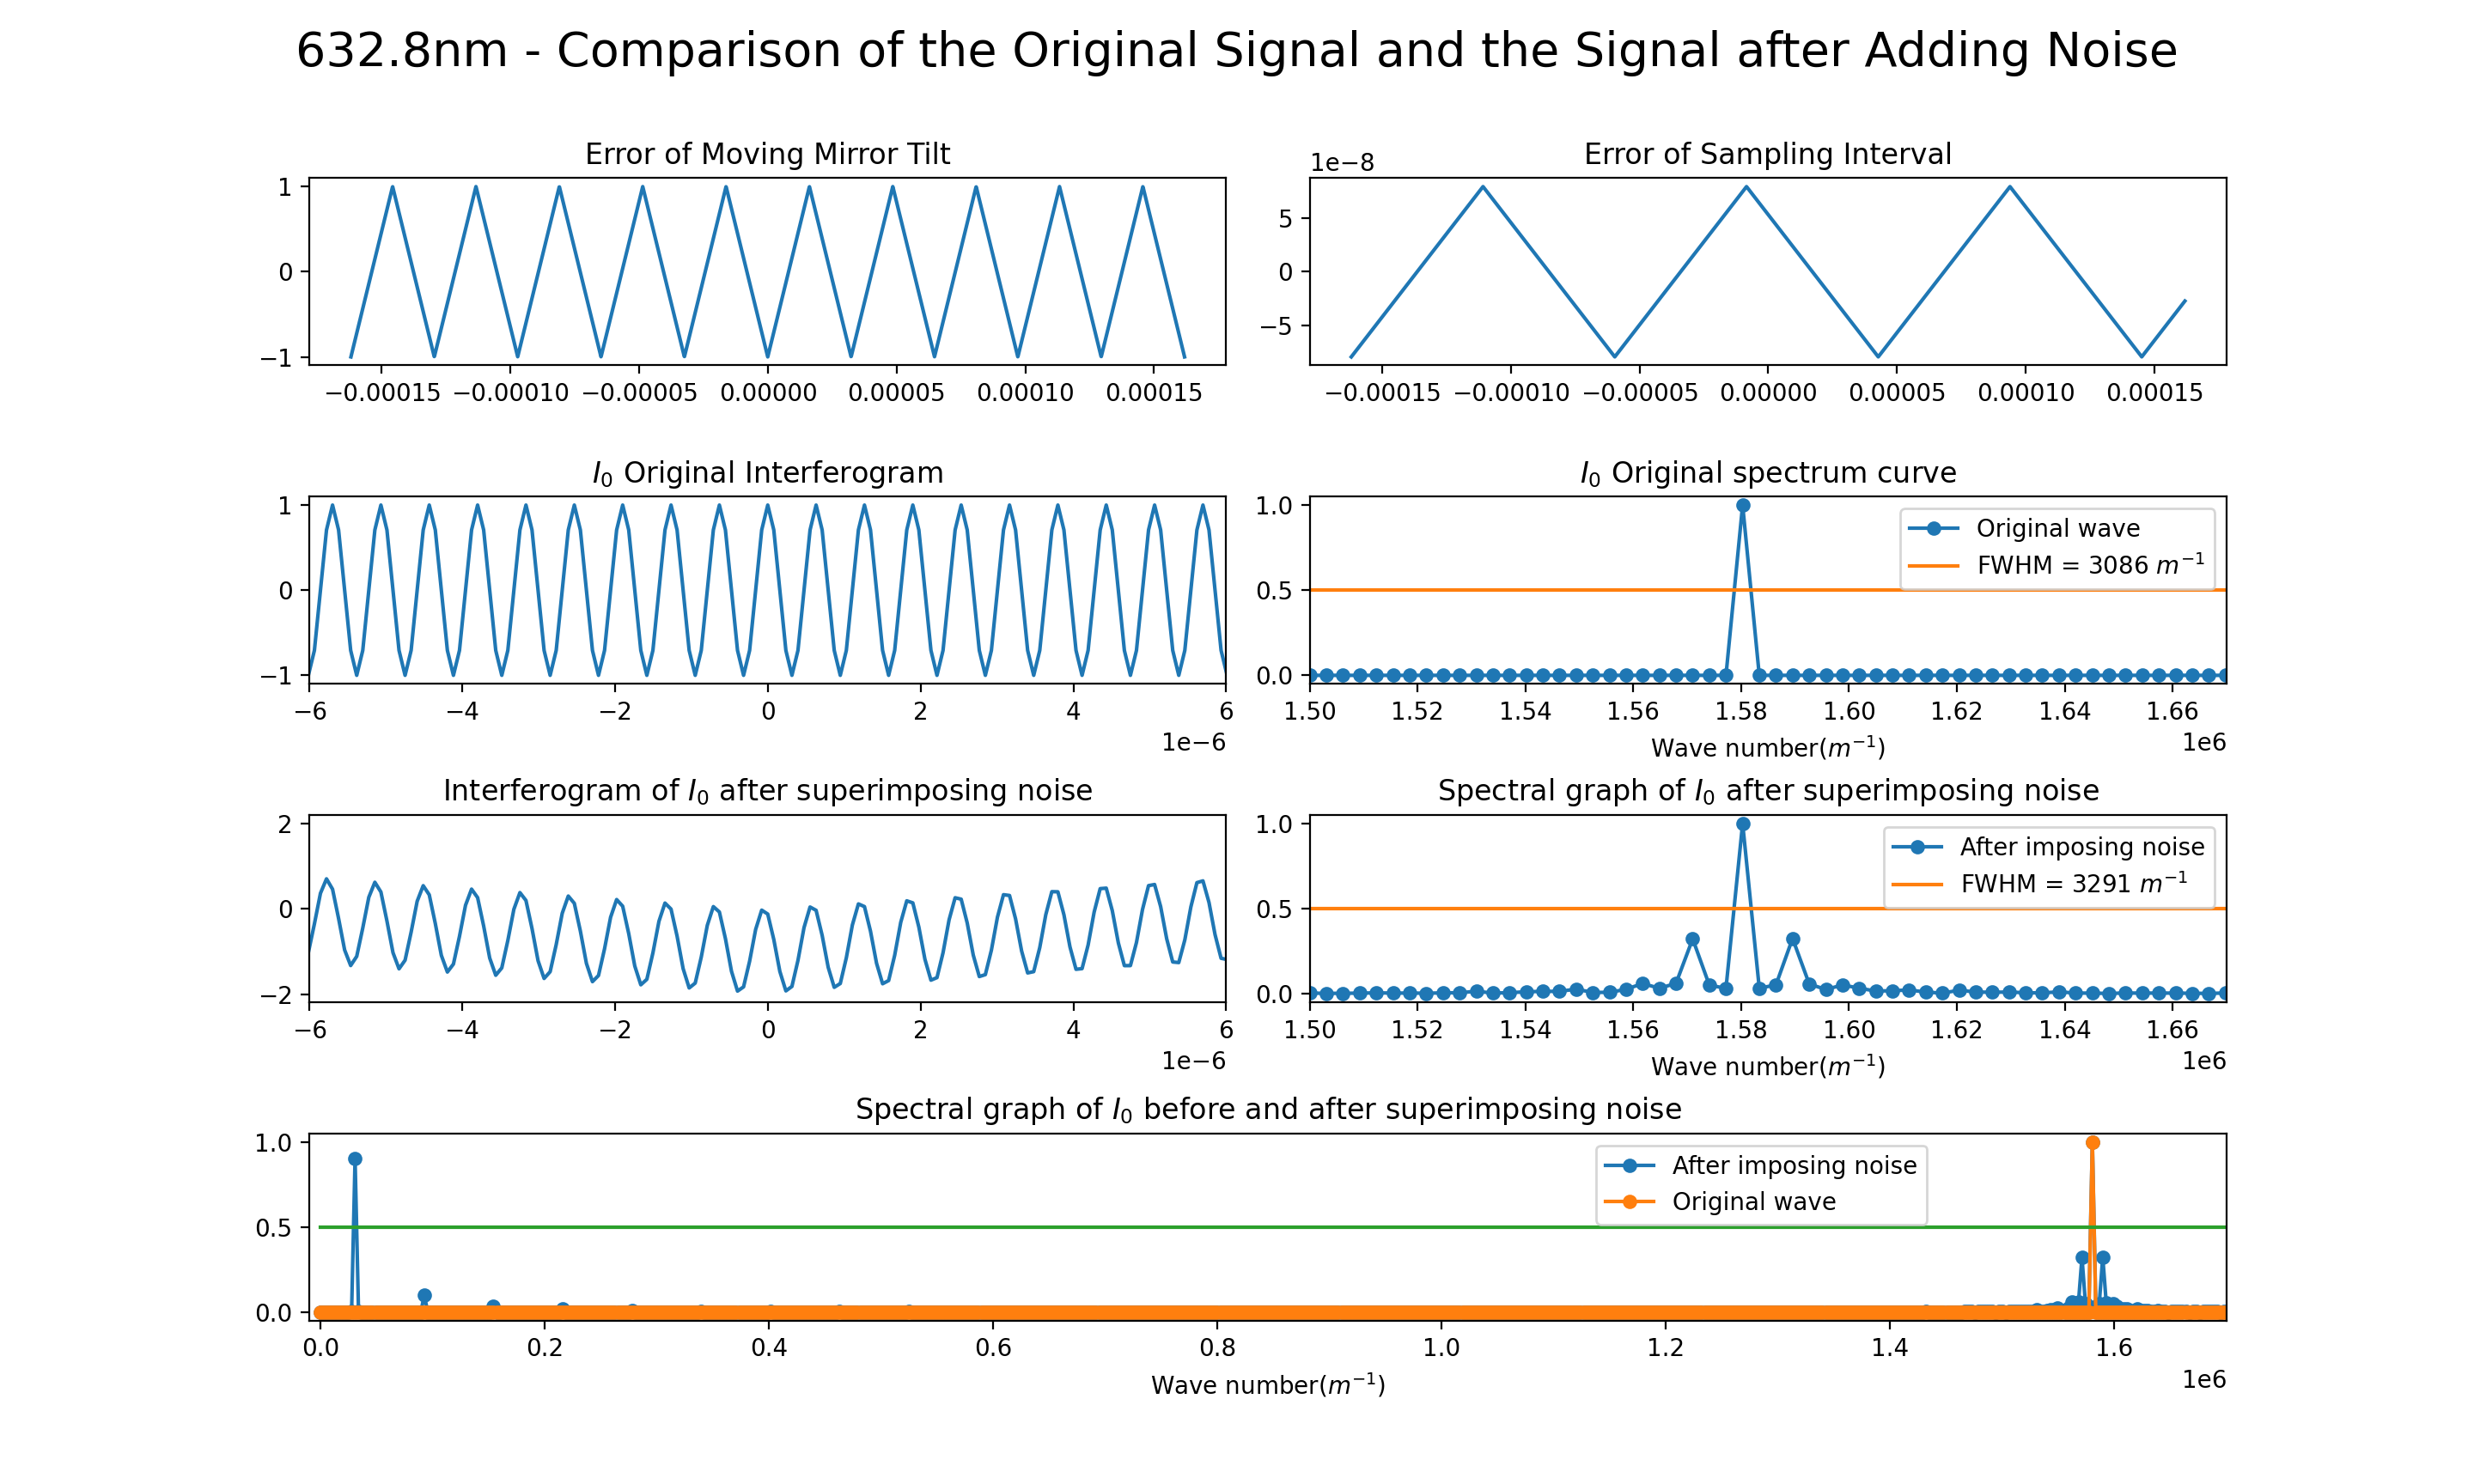 632.8nm - Comparison of the Original Signal and the Signal after Adding Noise
Error of Moving Mirror Tilt
1
0
−1
−0.00015 −0.00010 −0.00005 0.00000 0.00005 0.00010 0.00015
Error of Sampling Interval
1e−8
5
0
−5
−0.00015 −0.00010 −0.00005 0.00000 0.00005 0.00010 0.00015
I₀ Original Interferogram
1
0
−1
−6 −4 −2 0 2 4 6
1e−6
I₀ Original spectrum curve
1.0
0.5
0.0
Original wave
FWHM = 3086 m⁻¹
1.50 1.52 1.54 1.56 1.58 1.60 1.62 1.64 1.66
1e6
Wave number(m⁻¹)
Interferogram of I₀ after superimposing noise
2
0
−2
−6 −4 −2 0 2 4 6
1e−6
Spectral graph of I₀ after superimposing noise
1.0
0.5
0.0
After imposing noise
FWHM = 3291 m⁻¹
1.50 1.52 1.54 1.56 1.58 1.60 1.62 1.64 1.66
1e6
Wave number(m⁻¹)
Spectral graph of I₀ before and after superimposing noise
1.0
0.5
0.0
After imposing noise
Original wave
0.0 0.2 0.4 0.6 0.8 1.0 1.2 1.4 1.6
1e6
Wave number(m⁻¹)